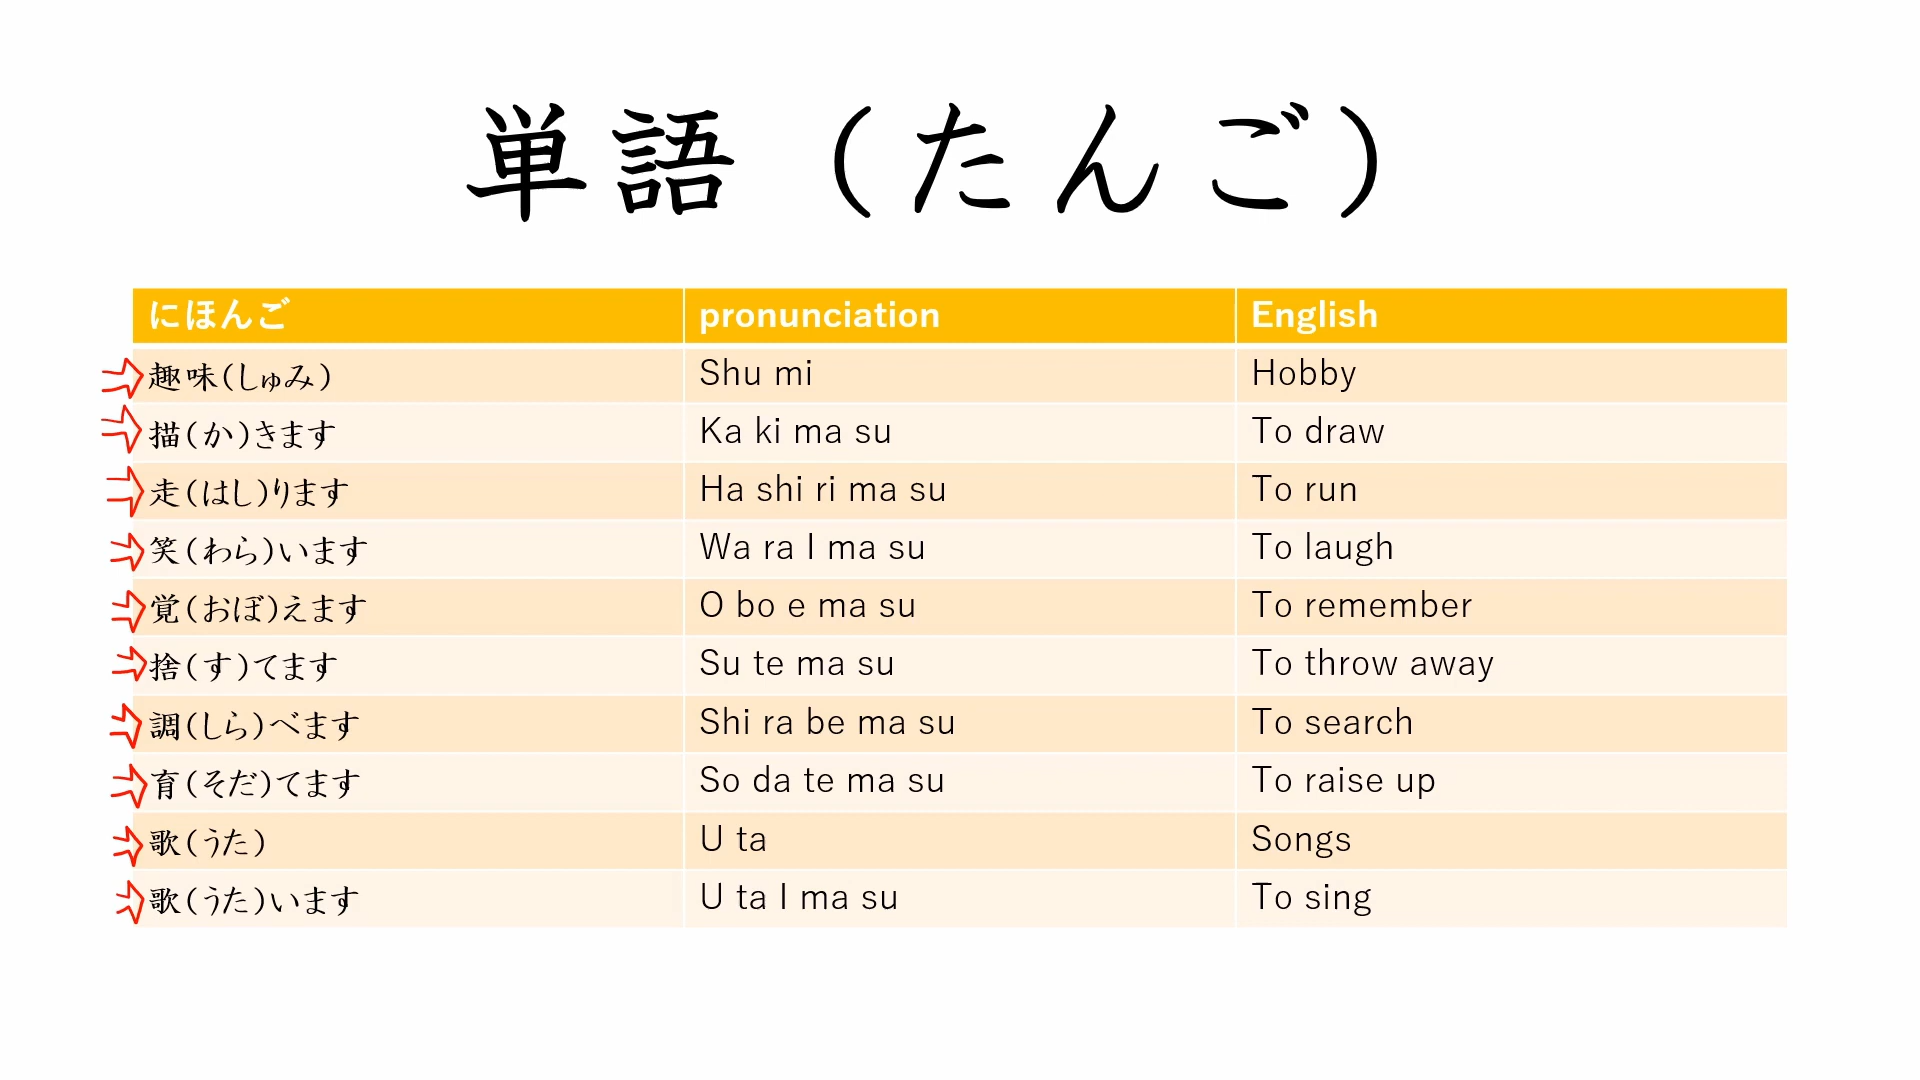 単語（たんご）
にほんご pronunciation English
趣味(しゅみ) Shu mi Hobby
描(か)きます Ka ki ma su To draw
走(はし)ります Ha shi ri ma su To run
笑(わら)います Wa ra I ma su To laugh
覚(おぼ)えます O bo e ma su To remember
捨(す)てます Su te ma su To throw away
調(しら)べます Shi ra be ma su To search
育(そだ)てます So da te ma su To raise up
歌(うた) U ta Songs
歌(うた)います U ta I ma su To sing